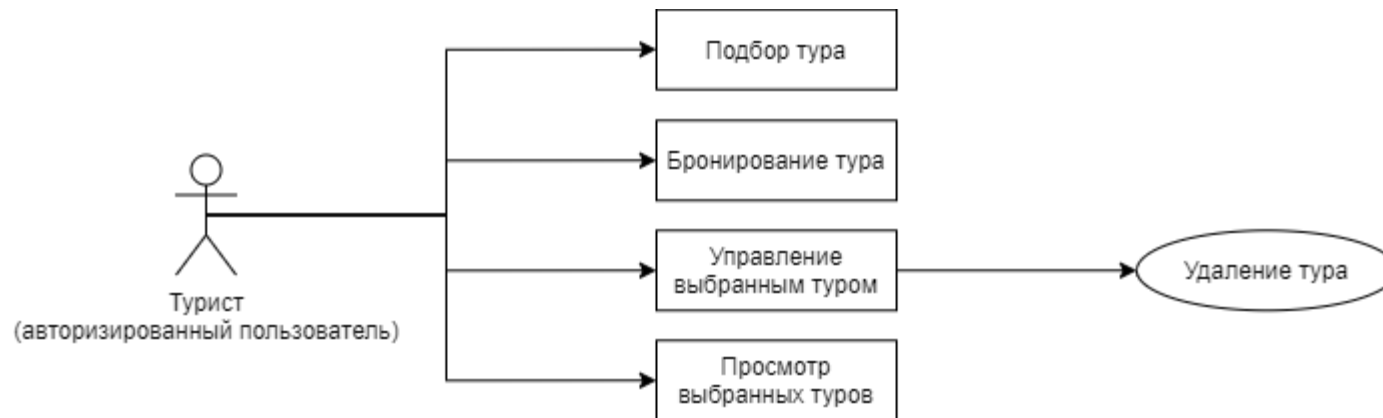 Подбор тура
Бронирование тура
Управление
выбранным туром
Удаление тура
Турист
(авторизированный пользователь)
Просмотр
выбранных туров